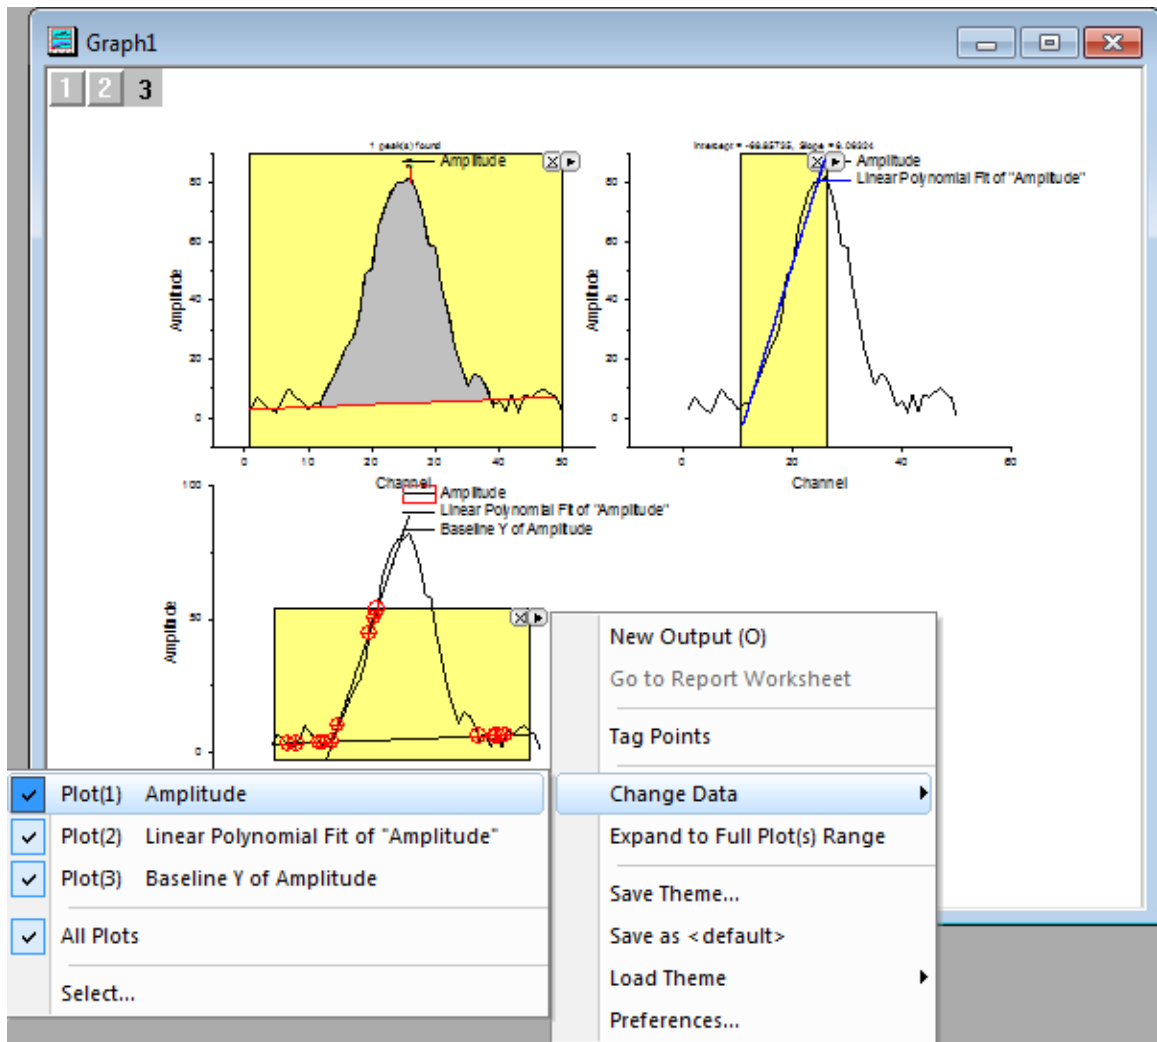 Graph1
1 2 3
1 peak(s) found
Amplitude
80
60
40
20
0
Amplitude
0 10 20 30 40 50
Channel
Slope =
Amplitude
Linear Polynomial Fit of "Amplitude"
80
60
40
20
0
Amplitude
0 20 40 60
Channel
Amplitude
Linear Polynomial Fit of "Amplitude"
Baseline Y of Amplitude
100
50
0
Amplitude
New Output (O)
Go to Report Worksheet
Tag Points
Change Data
Expand to Full Plot(s) Range
Save Theme...
Save as <default>
Load Theme
Preferences...
Plot(1) Amplitude
Plot(2) Linear Polynomial Fit of "Amplitude"
Plot(3) Baseline Y of Amplitude
All Plots
Select...